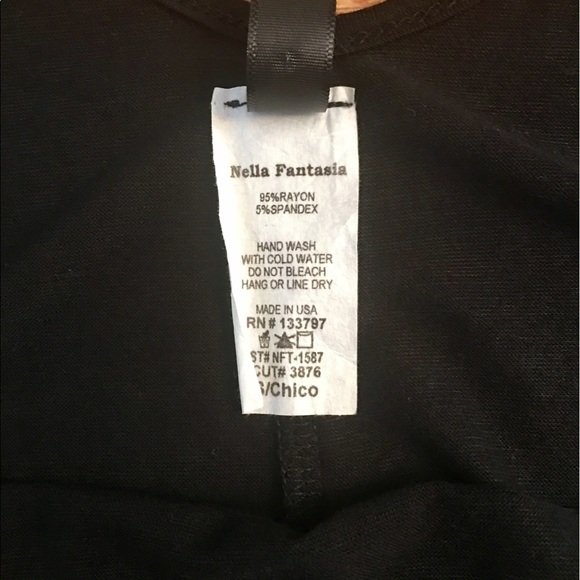 Nella Fantasia
95%RAYON
5%SPANDEX
HAND WASH
WITH COLD WATER
DO NOT BLEACH
HANG OR LINE DRY
MADE IN USA
RN # 133797
ST# NFT-1587
CUT# 3876
S/Chico